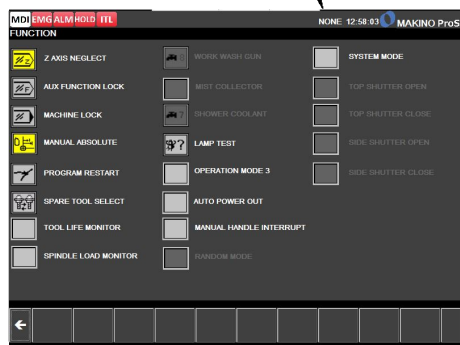 MDI EMG ALM HOLD ITL NONE 12:58:03 MAKINO ProS
FUNCTION
Z AXIS NEGLECT WORK WASH GUN SYSTEM MODE
AUX FUNCTION LOCK MIST COLLECTOR TOP SHUTTER OPEN
MACHINE LOCK SHOWER COOLANT TOP SHUTTER CLOSE
MANUAL ABSOLUTE LAMP TEST SIDE SHUTTER OPEN
PROGRAM RESTART OPERATION MODE 3 SIDE SHUTTER CLOSE
SPARE TOOL SELECT AUTO POWER OUT
TOOL LIFE MONITOR MANUAL HANDLE INTERRUPT
SPINDLE LOAD MONITOR RANDOM MODE